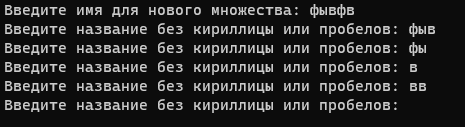 Введите имя для нового множества: фывфв
Введите название без кириллицы или пробелов: фыв
Введите название без кириллицы или пробелов: фы
Введите название без кириллицы или пробелов: в
Введите название без кириллицы или пробелов: вв
Введите название без кириллицы или пробелов: